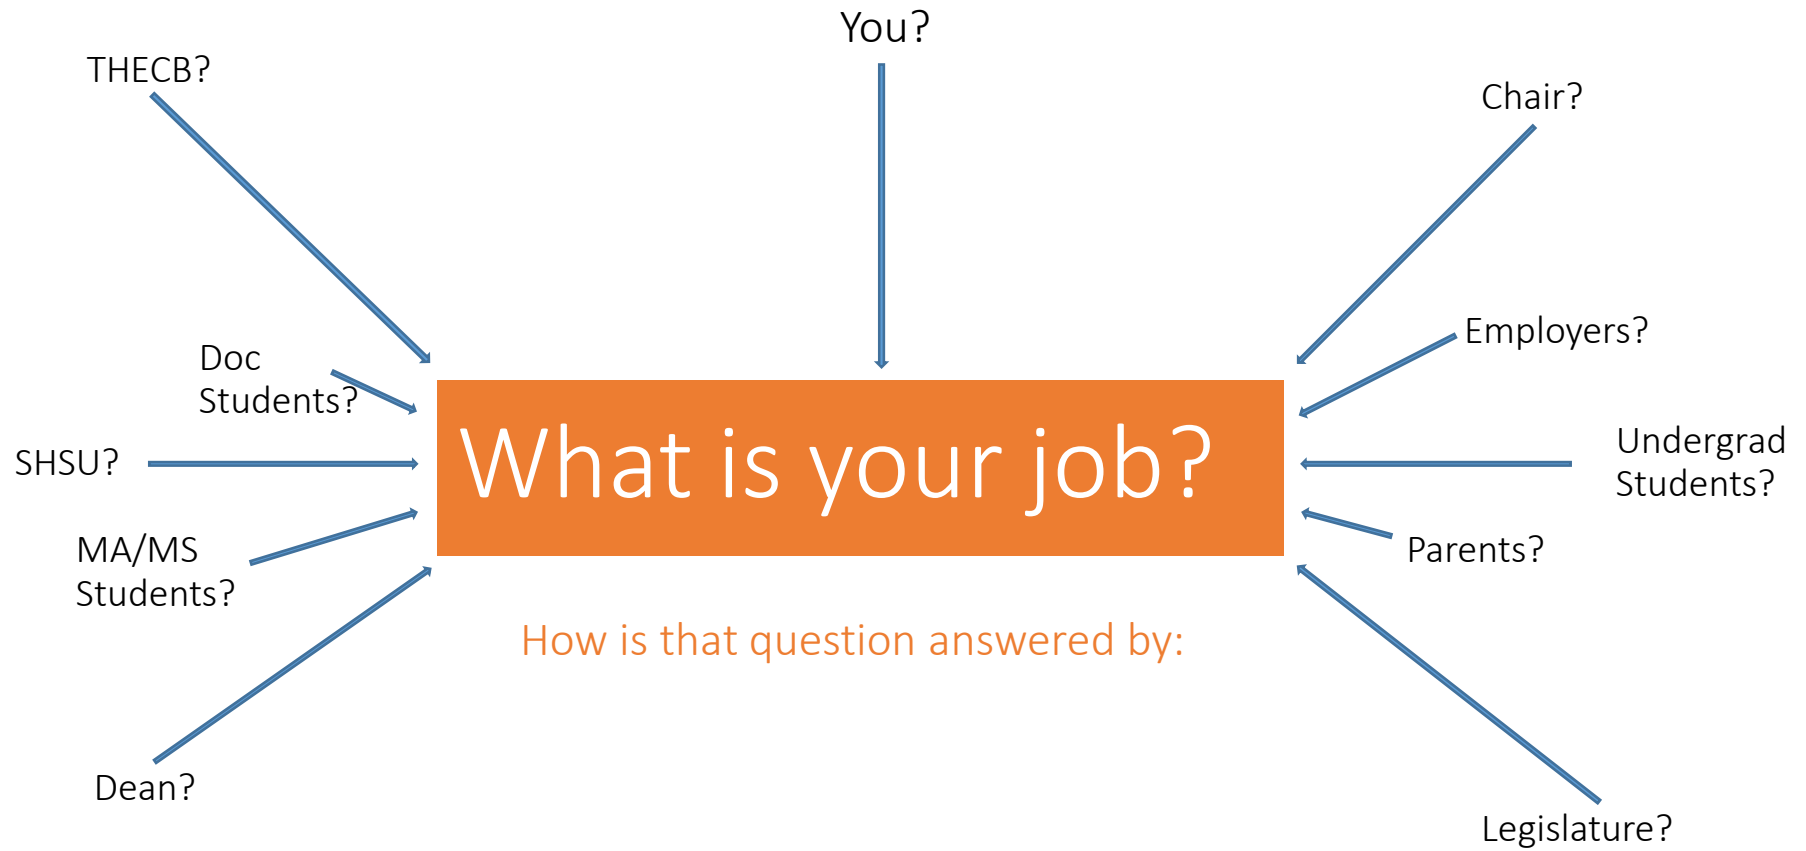 You?
THECB?
Chair?
Employers?
Doc
Students?
What is your job?
Undergrad
Students?
SHSU?
MA/MS
Students?
Parents?
How is that question answered by:
Dean?
Legislature?